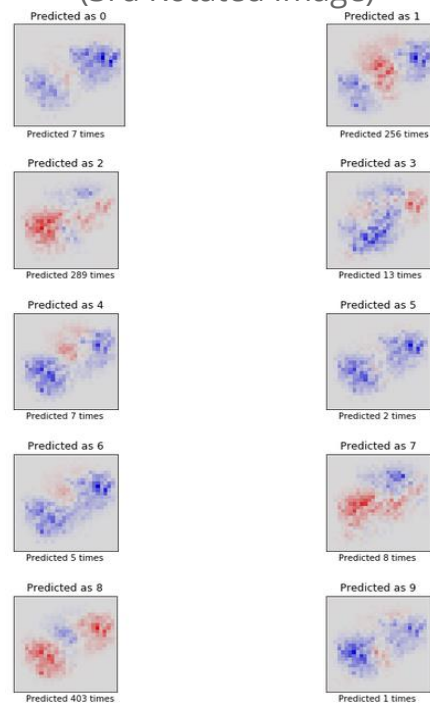 (3rd Rotated Image)
Predicted as 0
Predicted as 1
Predicted 7 times
Predicted 256 times
Predicted as 2
Predicted as 3
Predicted 289 times
Predicted 13 times
Predicted as 4
Predicted as 5
Predicted 7 times
Predicted 2 times
Predicted as 6
Predicted as 7
Predicted 5 times
Predicted 8 times
Predicted as 8
Predicted as 9
Predicted 403 times
Predicted 1 times